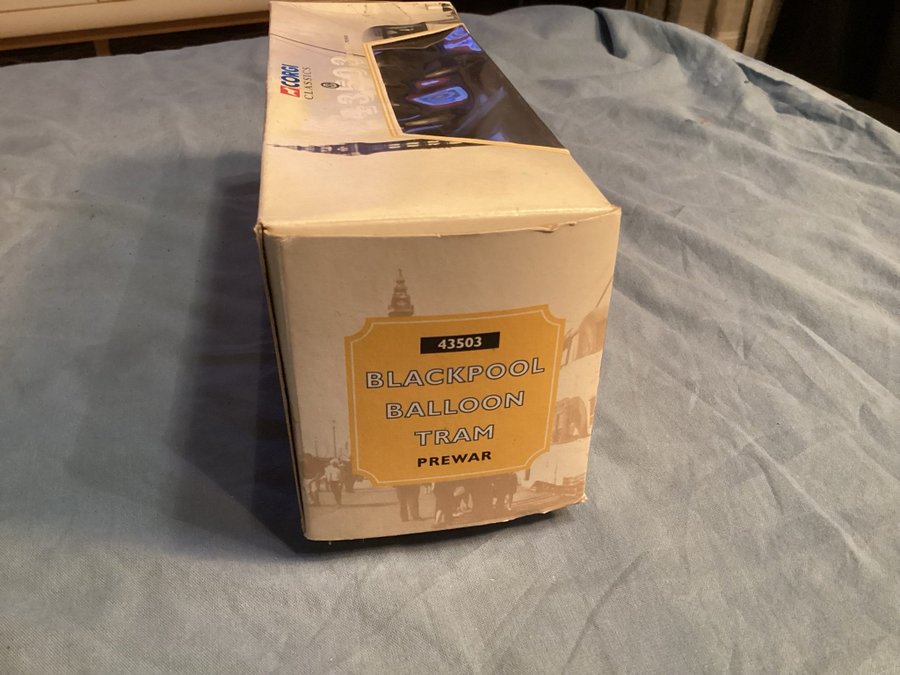 CORGI
CLASSICS
43503
BLACKPOOL
BALLOON
TRAM
PREWAR